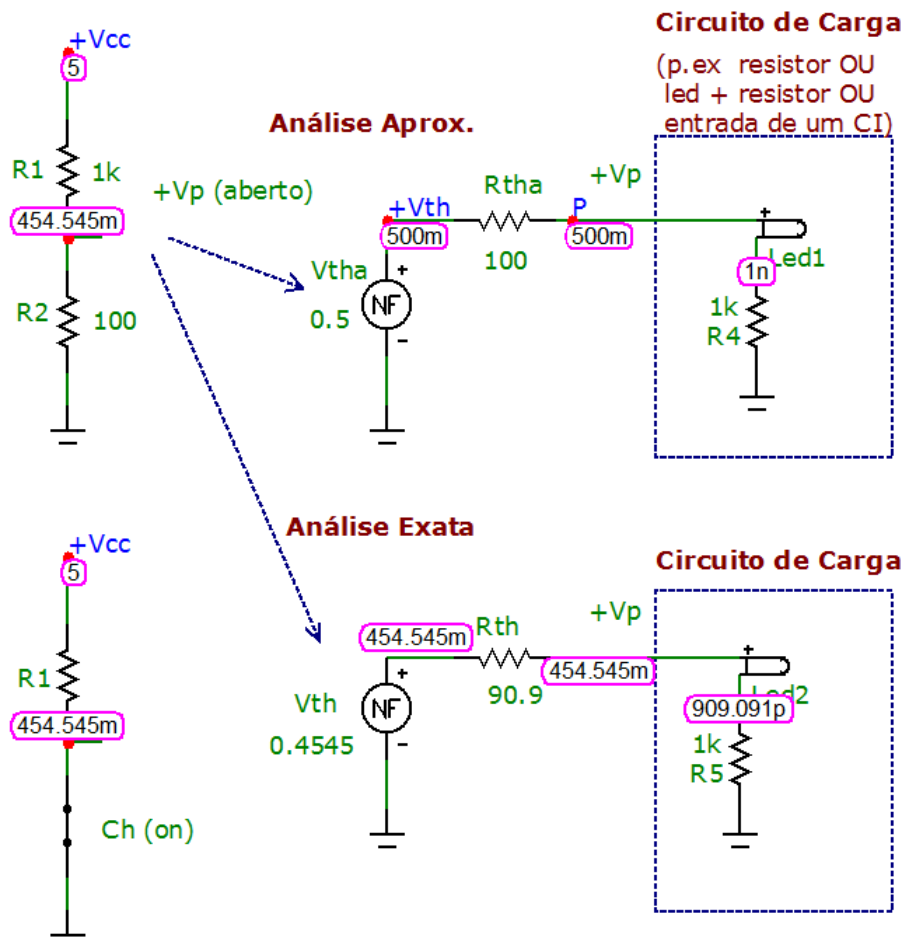 Circuito de Carga
(p.ex resistor OU
led + resistor OU
entrada de um CI)
+Vcc
5
R1
1k
454.545m
R2
100
+Vp (aberto)
Análise Aprox.
+Vth
500m
Rtha
100
+Vp
P
500m
Vtha
0.5
+
NF
-
+
Led1
1n
1k
R4
Análise Exata
+Vcc
5
R1
454.545m
Ch (on)
454.545m
Rth
90.9
+Vp
454.545m
Vth
0.4545
+
NF
-
Circuito de Carga
+
Led2
909.091p
1k
R5